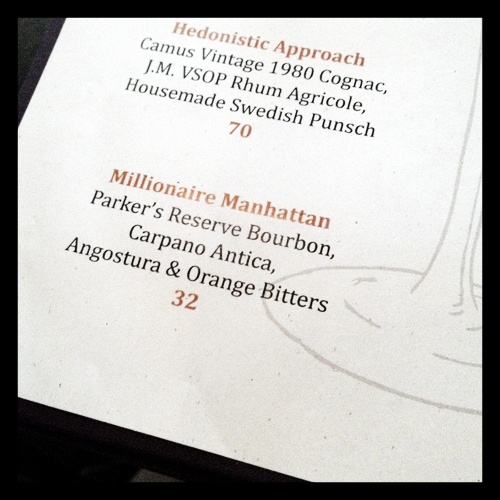 Hedonistic Approach
Camus Vintage 1980 Cognac,
J.M. VSOP Rhum Agricole,
Housemade Swedish Punsch
70
Millionaire Manhattan
Parker's Reserve Bourbon,
Carpano Antica,
Angostura & Orange Bitters
32